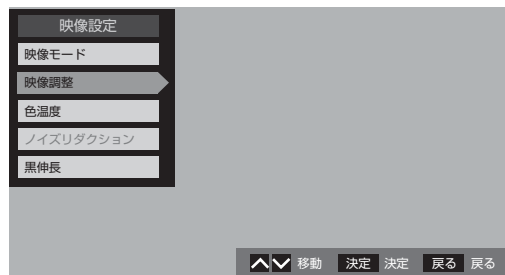 映像設定
映像モード
映像調整
色温度
ノイズリダクション
黒伸長
移動 決定 決定 戻る 戻る